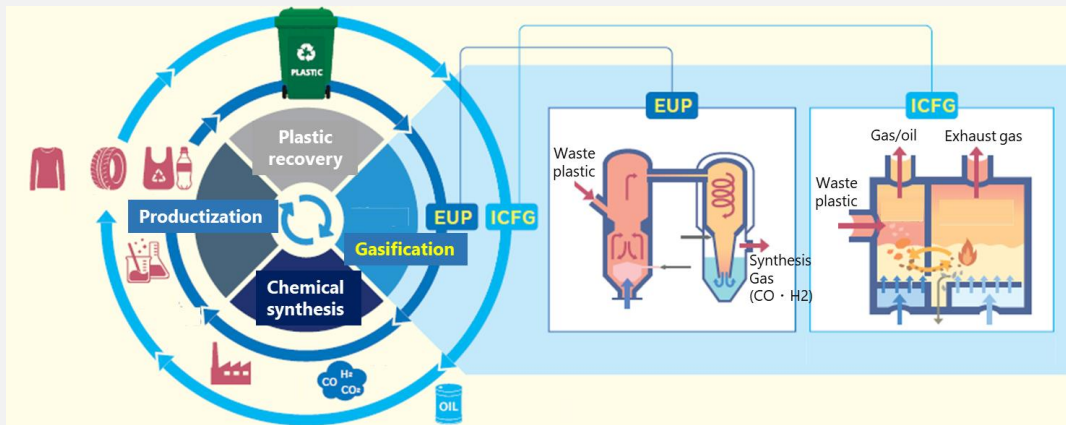 PLASTIC
Plastic
recovery
Productization
Gasification
Chemical
synthesis
EUP
ICFG
CO H₂
CO₂
OIL
EUP
Waste
plastic
Synthesis
Gas
(CO・H2)
ICFG
Gas/oil
Exhaust gas
Waste
plastic